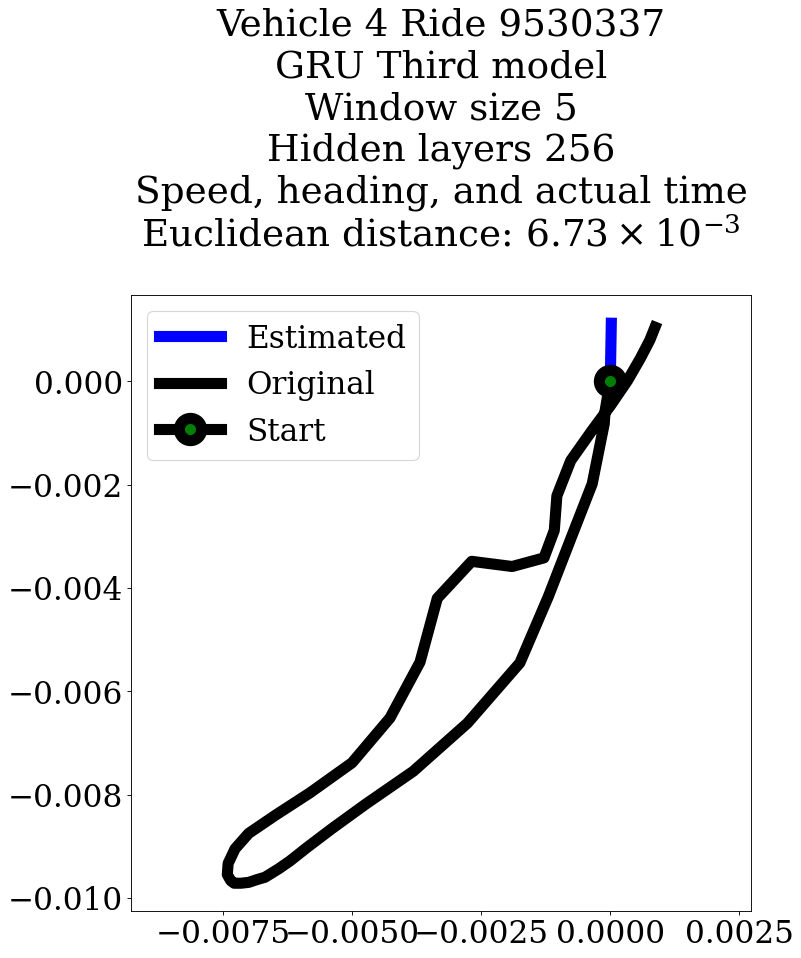 Vehicle 4 Ride 9530337
GRU Third model
Window size 5
Hidden layers 256
Speed, heading, and actual time
Euclidean distance: 6.73 × 10⁻³
Estimated
Original
Start
0.000
−0.002
−0.004
−0.006
−0.008
−0.010
−0.0075 −0.0050 −0.0025 0.0000 0.0025